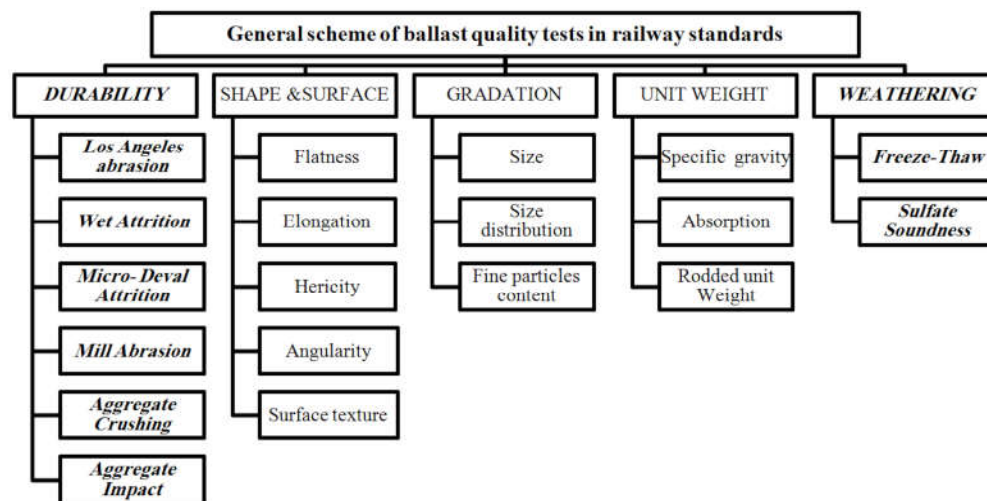 General scheme of ballast quality tests in railway standards
DURABILITY
Los Angeles
abrasion
Wet Attrition
Micro- Deval
Attrition
Mill Abrasion
Aggregate
Crushing
Aggregate
Impact
SHAPE &SURFACE
Flatness
Elongation
Hericity
Angularity
Surface texture
GRADATION
Size
Size
distribution
Fine particles
content
UNIT WEIGHT
Specific gravity
Absorption
Rodded unit
Weight
WEATHERING
Freeze-Thaw
Sulfate
Soundness